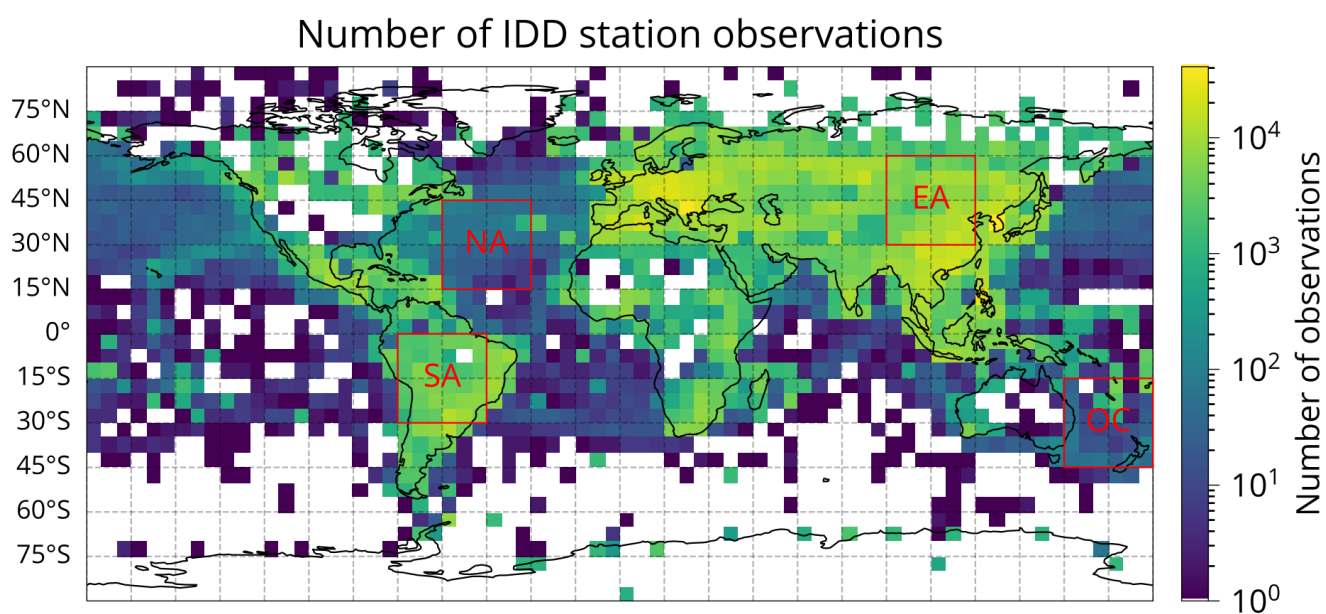 Number of IDD station observations
75°N
60°N
45°N
30°N
15°N
0°
15°S
30°S
45°S
60°S
75°S
EA
NA
SA
OC
10⁴
10³
10²
10¹
10⁰
Number of observations